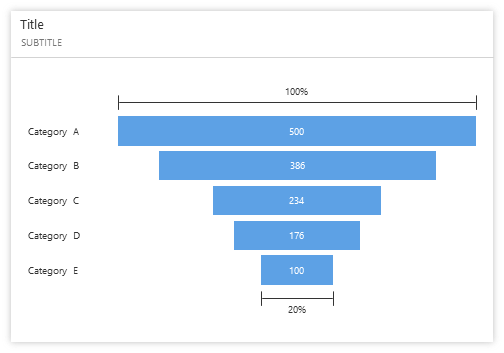 Title
SUBTITLE
100%
Category A 500
Category B 386
Category C 234
Category D 176
Category E 100
20%